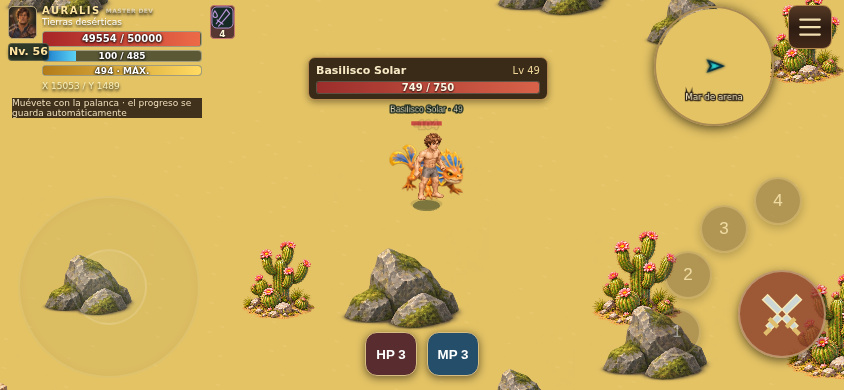 AURALIS MASTER DEV
Tierras desérticas
49554 / 50000
Nv. 56
100 / 485
494 · MÁX.
X 15053 / Y 1489
Muévete con la palanca · el progreso se
guarda automáticamente
4
Basilisco Solar Lv 49
749 / 750
Basilisco Solar · 49
Mar de arena
4
3
2
1
HP 3
MP 3